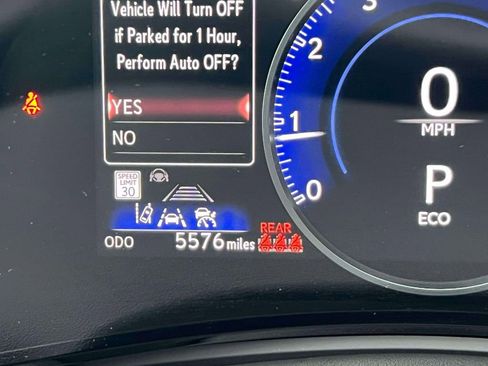 Vehicle Will Turn OFF
if Parked for 1 Hour,
Perform Auto OFF?
YES
NO
SPEED
LIMIT
30
ODO 5576 miles
REAR
3
2
1
0
0
MPH
P
ECO